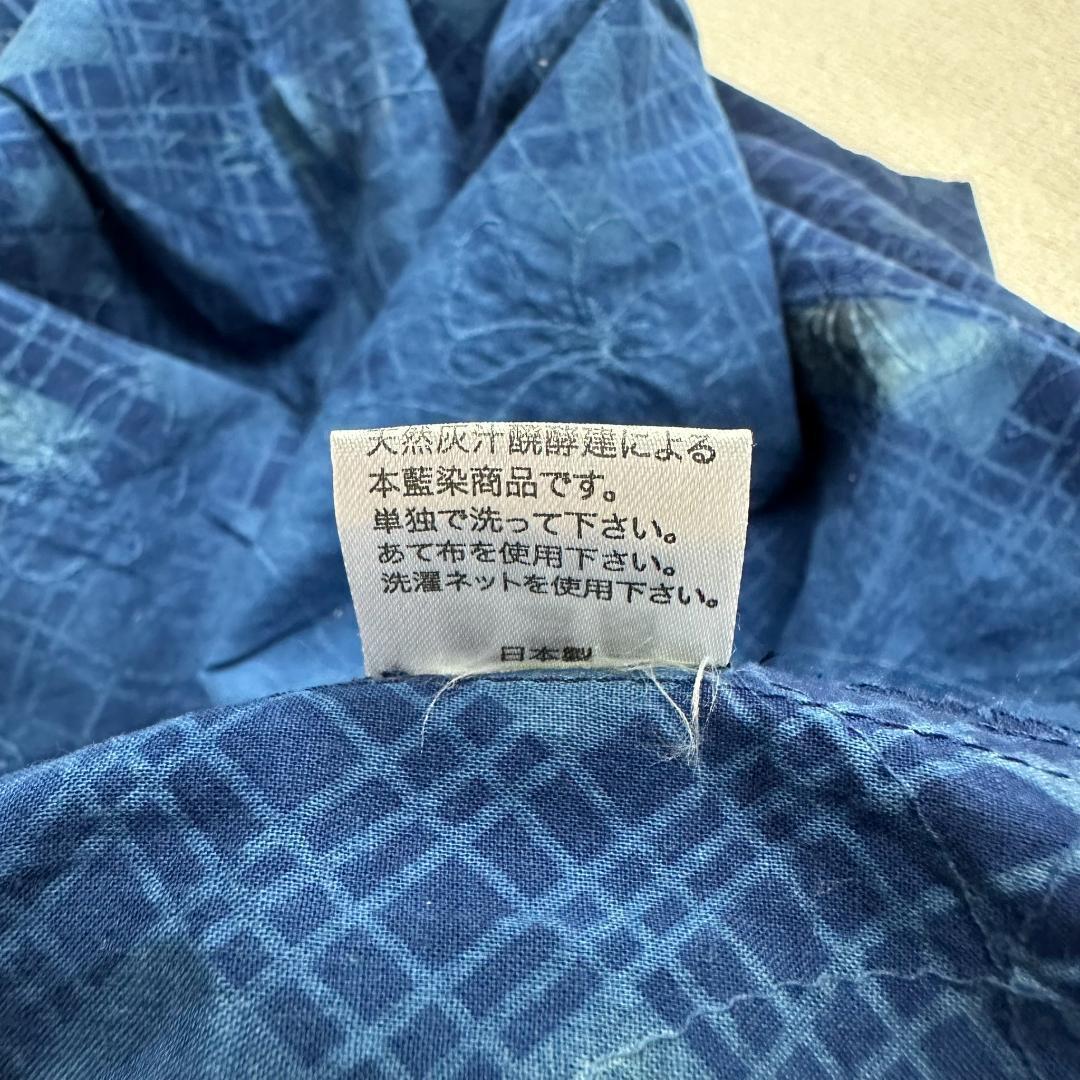 天然灰汁醗酵建による
本藍染商品です。
単独で洗って下さい。
あて布を使用下さい。
洗濯ネットを使用下さい。
日本製